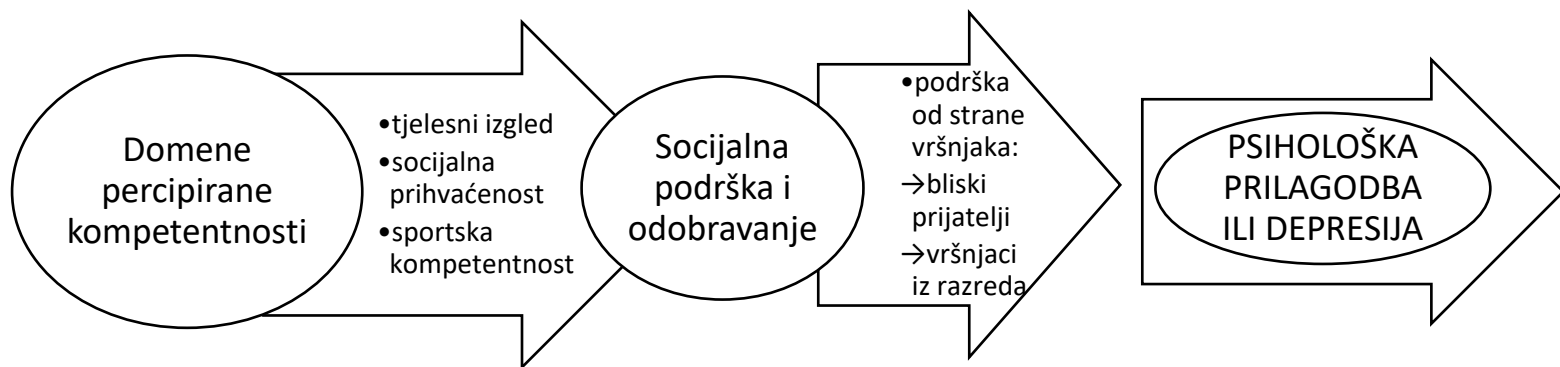 Domene
percipirane
kompetentnosti
•tjelesni izgled
•socijalna
prihvaćenost
•sportska
kompetentnost
Socijalna
podrška i
odobravanje
•podrška
od strane
vršnjaka:
→bliski
prijatelji
→vršnjaci
iz razreda
PSIHOLOŠKA
PRILAGODBA
ILI DEPRESIJA